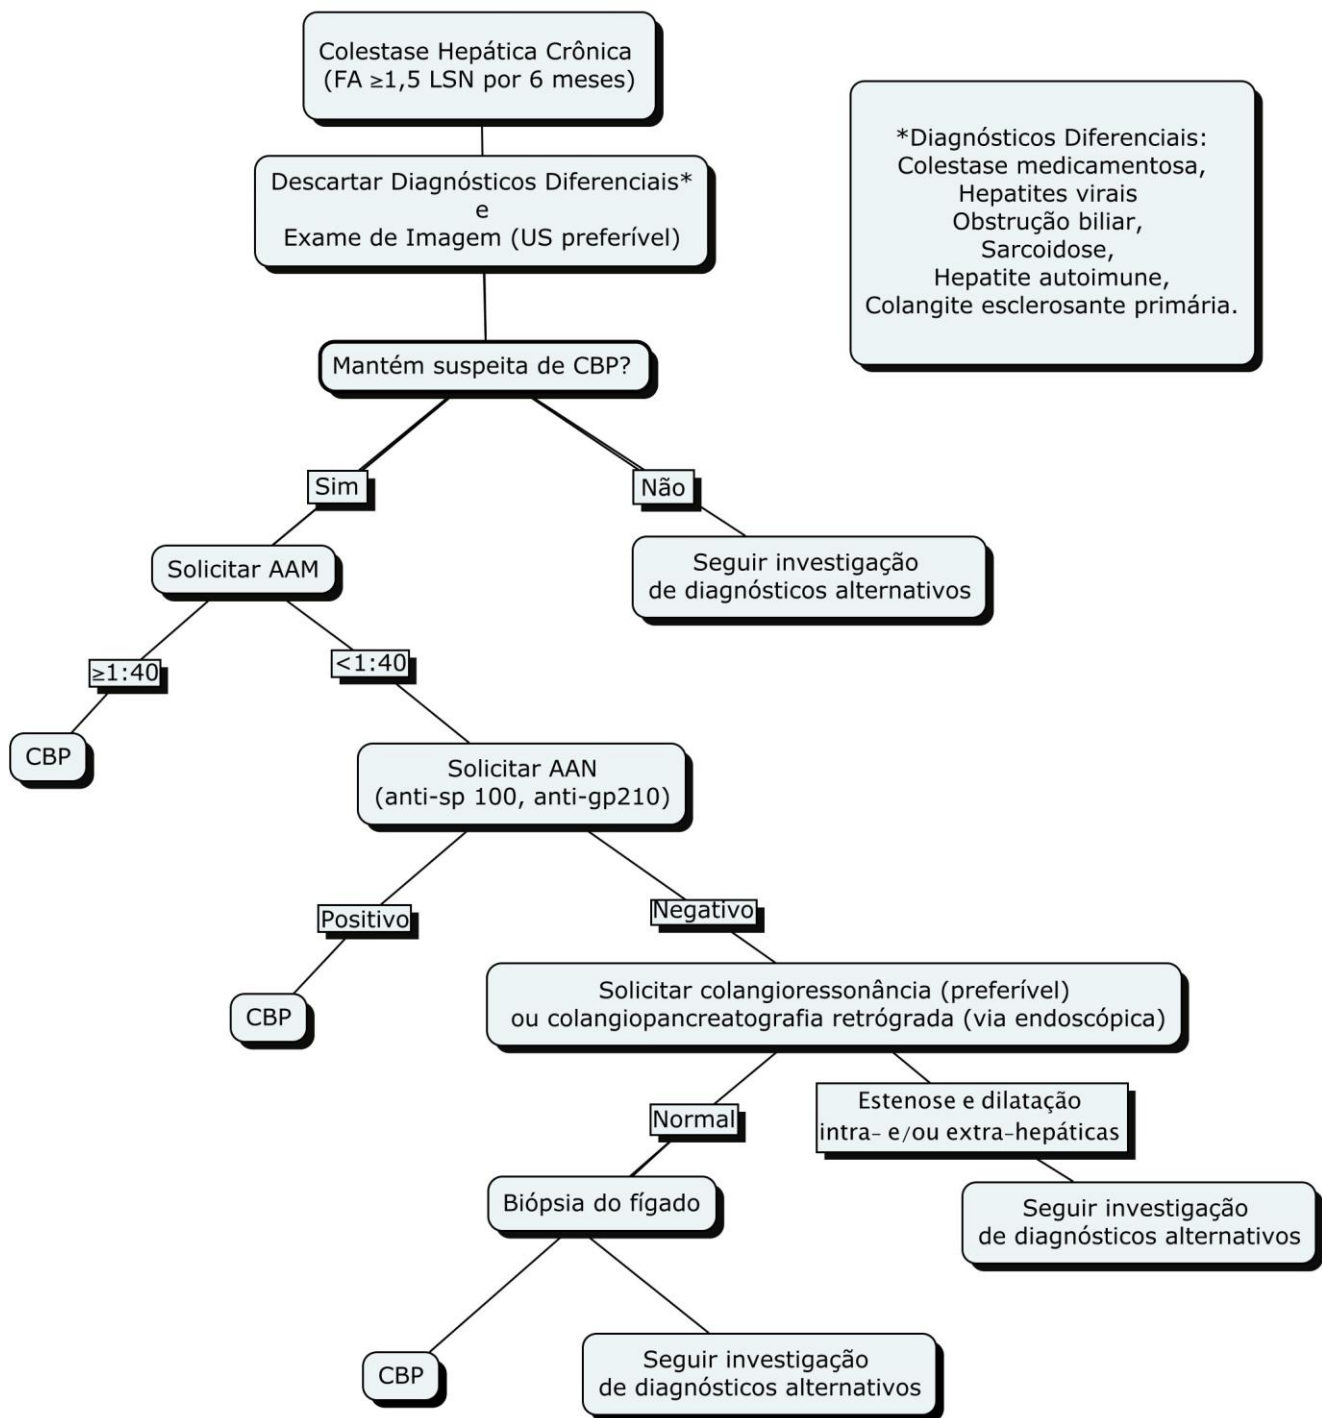 Colestase Hepática Crônica
(FA ≥1,5 LSN por 6 meses)
*Diagnósticos Diferenciais:
Colestase medicamentosa,
Hepatites virais
Obstrução biliar,
Sarcoidose,
Hepatite autoimune,
Colangite esclerosante primária.
Descartar Diagnósticos Diferenciais*
e
Exame de Imagem (US preferível)
Mantém suspeita de CBP?
Sim
Não
Solicitar AAM
Seguir investigação
de diagnósticos alternativos
≥1:40
<1:40
CBP
Solicitar AAN
(anti-sp 100, anti-gp210)
Positivo
Negativo
CBP
Solicitar colangioressonância (preferível)
ou colangiopancreatografia retrógrada (via endoscópica)
Normal
Estenose e dilatação
intra- e/ou extra-hepáticas
Biópsia do fígado
Seguir investigação
de diagnósticos alternativos
CBP
Seguir investigação
de diagnósticos alternativos